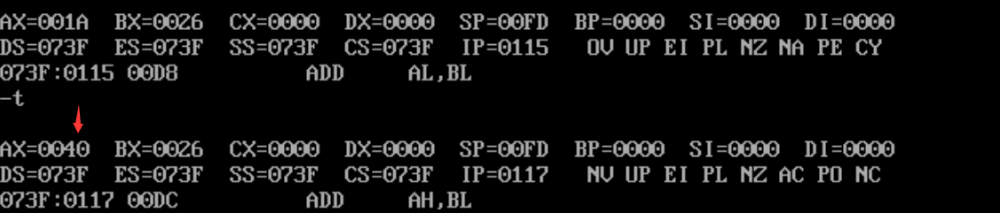 AX=001A BX=0026 CX=0000 DX=0000 SP=00FD BP=0000 SI=0000 DI=0000
DS=073F ES=073F SS=073F CS=073F IP=0115 OV UP EI PL NZ NA PE CY
073F:0115 00D8 ADD AL,BL
-t
AX=0040 BX=0026 CX=0000 DX=0000 SP=00FD BP=0000 SI=0000 DI=0000
DS=073F ES=073F SS=073F CS=073F IP=0117 NV UP EI PL NZ AC PO NC
073F:0117 00DC ADD AH,BL